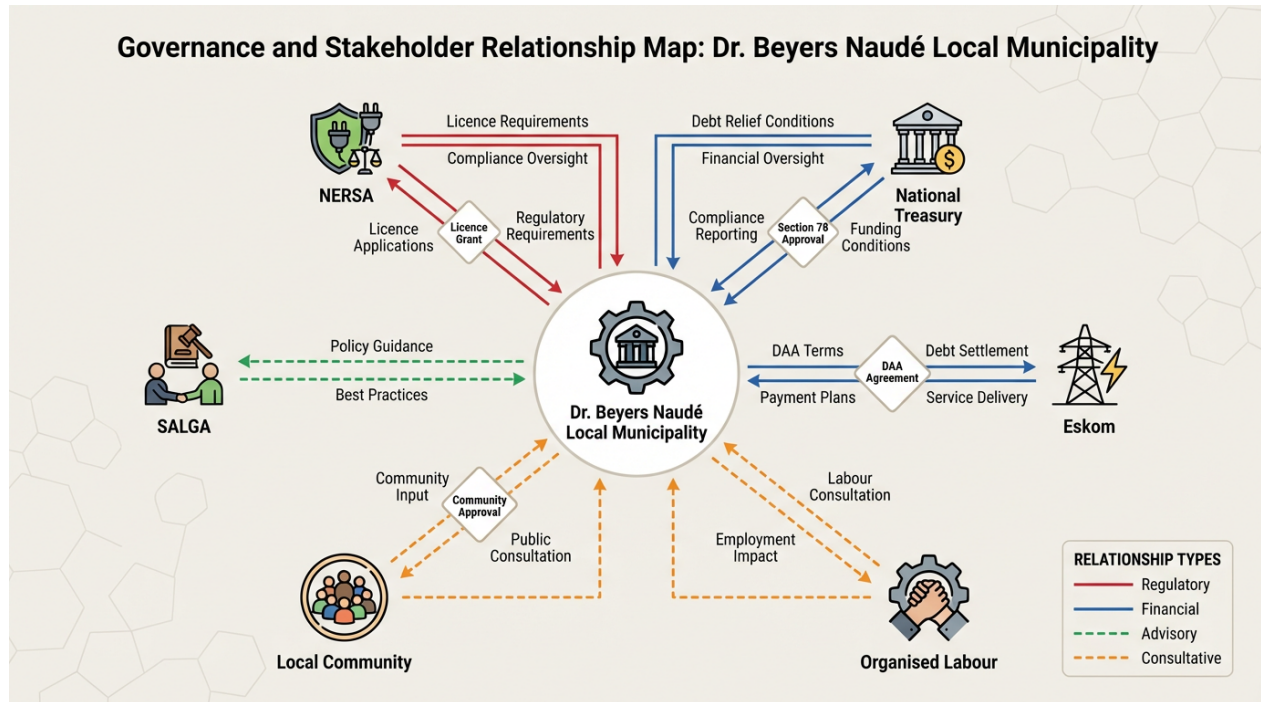 Governance and Stakeholder Relationship Map: Dr. Beyers Naudé Local Municipality
Licence Requirements
Compliance Oversight
NERSA
Licence
Applications
Licence
Grant
Regulatory
Requirements
Debt Relief Conditions
Financial Oversight
National
Treasury
Compliance
Reporting
Section 78
Approval
Funding
Conditions
Policy Guidance
Best Practices
SALGA
Dr. Beyers Naudé
Local Municipality
DAA Terms
Payment Plans
DAA
Agreement
Debt Settlement
Service Delivery
Eskom
Community
Input
Community
Approval
Public
Consultation
Local Community
Labour
Consultation
Employment
Impact
Organised Labour
RELATIONSHIP TYPES
Regulatory
Financial
Advisory
Consultative